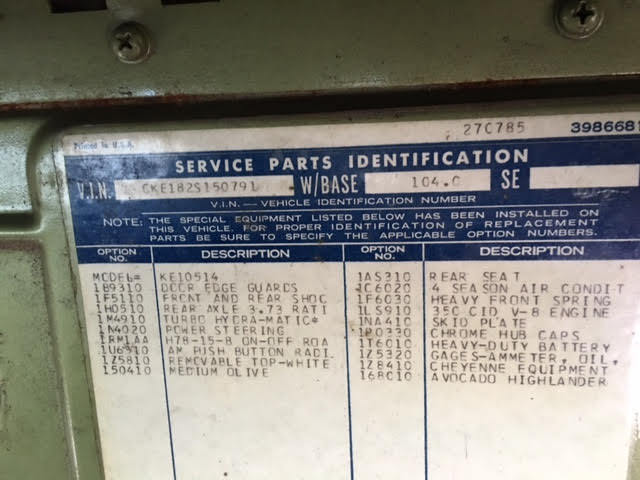 27C785 3986681
Printed in U.S.A.
SERVICE PARTS IDENTIFICATION
V.I.N. CKE182S150791 W/BASE 104.0 SE
V.I.N. — VEHICLE IDENTIFICATION NUMBER
NOTE: THE SPECIAL EQUIPMENT LISTED BELOW HAS BEEN INSTALLED ON
THIS VEHICLE. FOR PROPER IDENTIFICATION OF REPLACEMENT
PARTS BE SURE TO SPECIFY THE APPLICABLE OPTION NUMBERS.
OPTION NO. DESCRIPTION OPTION NO. DESCRIPTION
MODEL= KE10514 1AS310 REAR SEAT
1B9310 DOOR EDGE GUARDS 1C6020 4 SEASON AIR CONDIT
1F5110 FRONT AND REAR SHOC 1F6030 HEAVY FRONT SPRING
1H0510 REAR AXLE 3.73 RATI 1LS910 350 CID V-8 ENGINE
1M4910 TURBO HYDRA-MATIC* 1NA410 SKID PLATE
1N4020 POWER STEERING 1P0330 CHROME HUB CAPS
1RM1AA H78-15-B ON-OFF ROA 1T6010 HEAVY-DUTY BATTERY
1U6310 AM PUSH BUTTON RADI. 1Z5320 GAGES-AMMETER, OIL,
1Z5810 REMOVABLE TOP-WHITE 1Z8410 CHEYENNE EQUIPMENT
150410 MEDIUM OLIVE 168010 AVOCADO HIGHLANDER